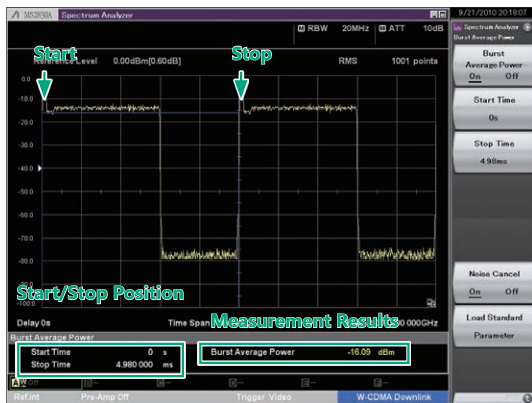 MS2830A Spectrum Analyzer
9/21/2010 20:18:07
RBW 20MHz ATT 10dB
Spectrum Analyzer
Burst Average Power
Start Stop
Reference Level 0.00dBm[0.60dB] RMS 1001 points
Burst
Average Power
On Off
Start Time
0s
Stop Time
4.98ms
0.0
-10.0
-20.0
-30.0
-40.0
-50.0
-60.0
-70.0
-80.0
-90.0
-100.0
Start/Stop Position
Measurement Results
Delay 0s Time Span
Noise Cancel
On Off
Load Standard
Parameter
Burst Average Power
Start Time 0 s
Stop Time 4.980 000 ms
Burst Average Power -16.09 dBm
Off
Ref.Int Pre-Amp Off Trigger Video W-CDMA Downlink